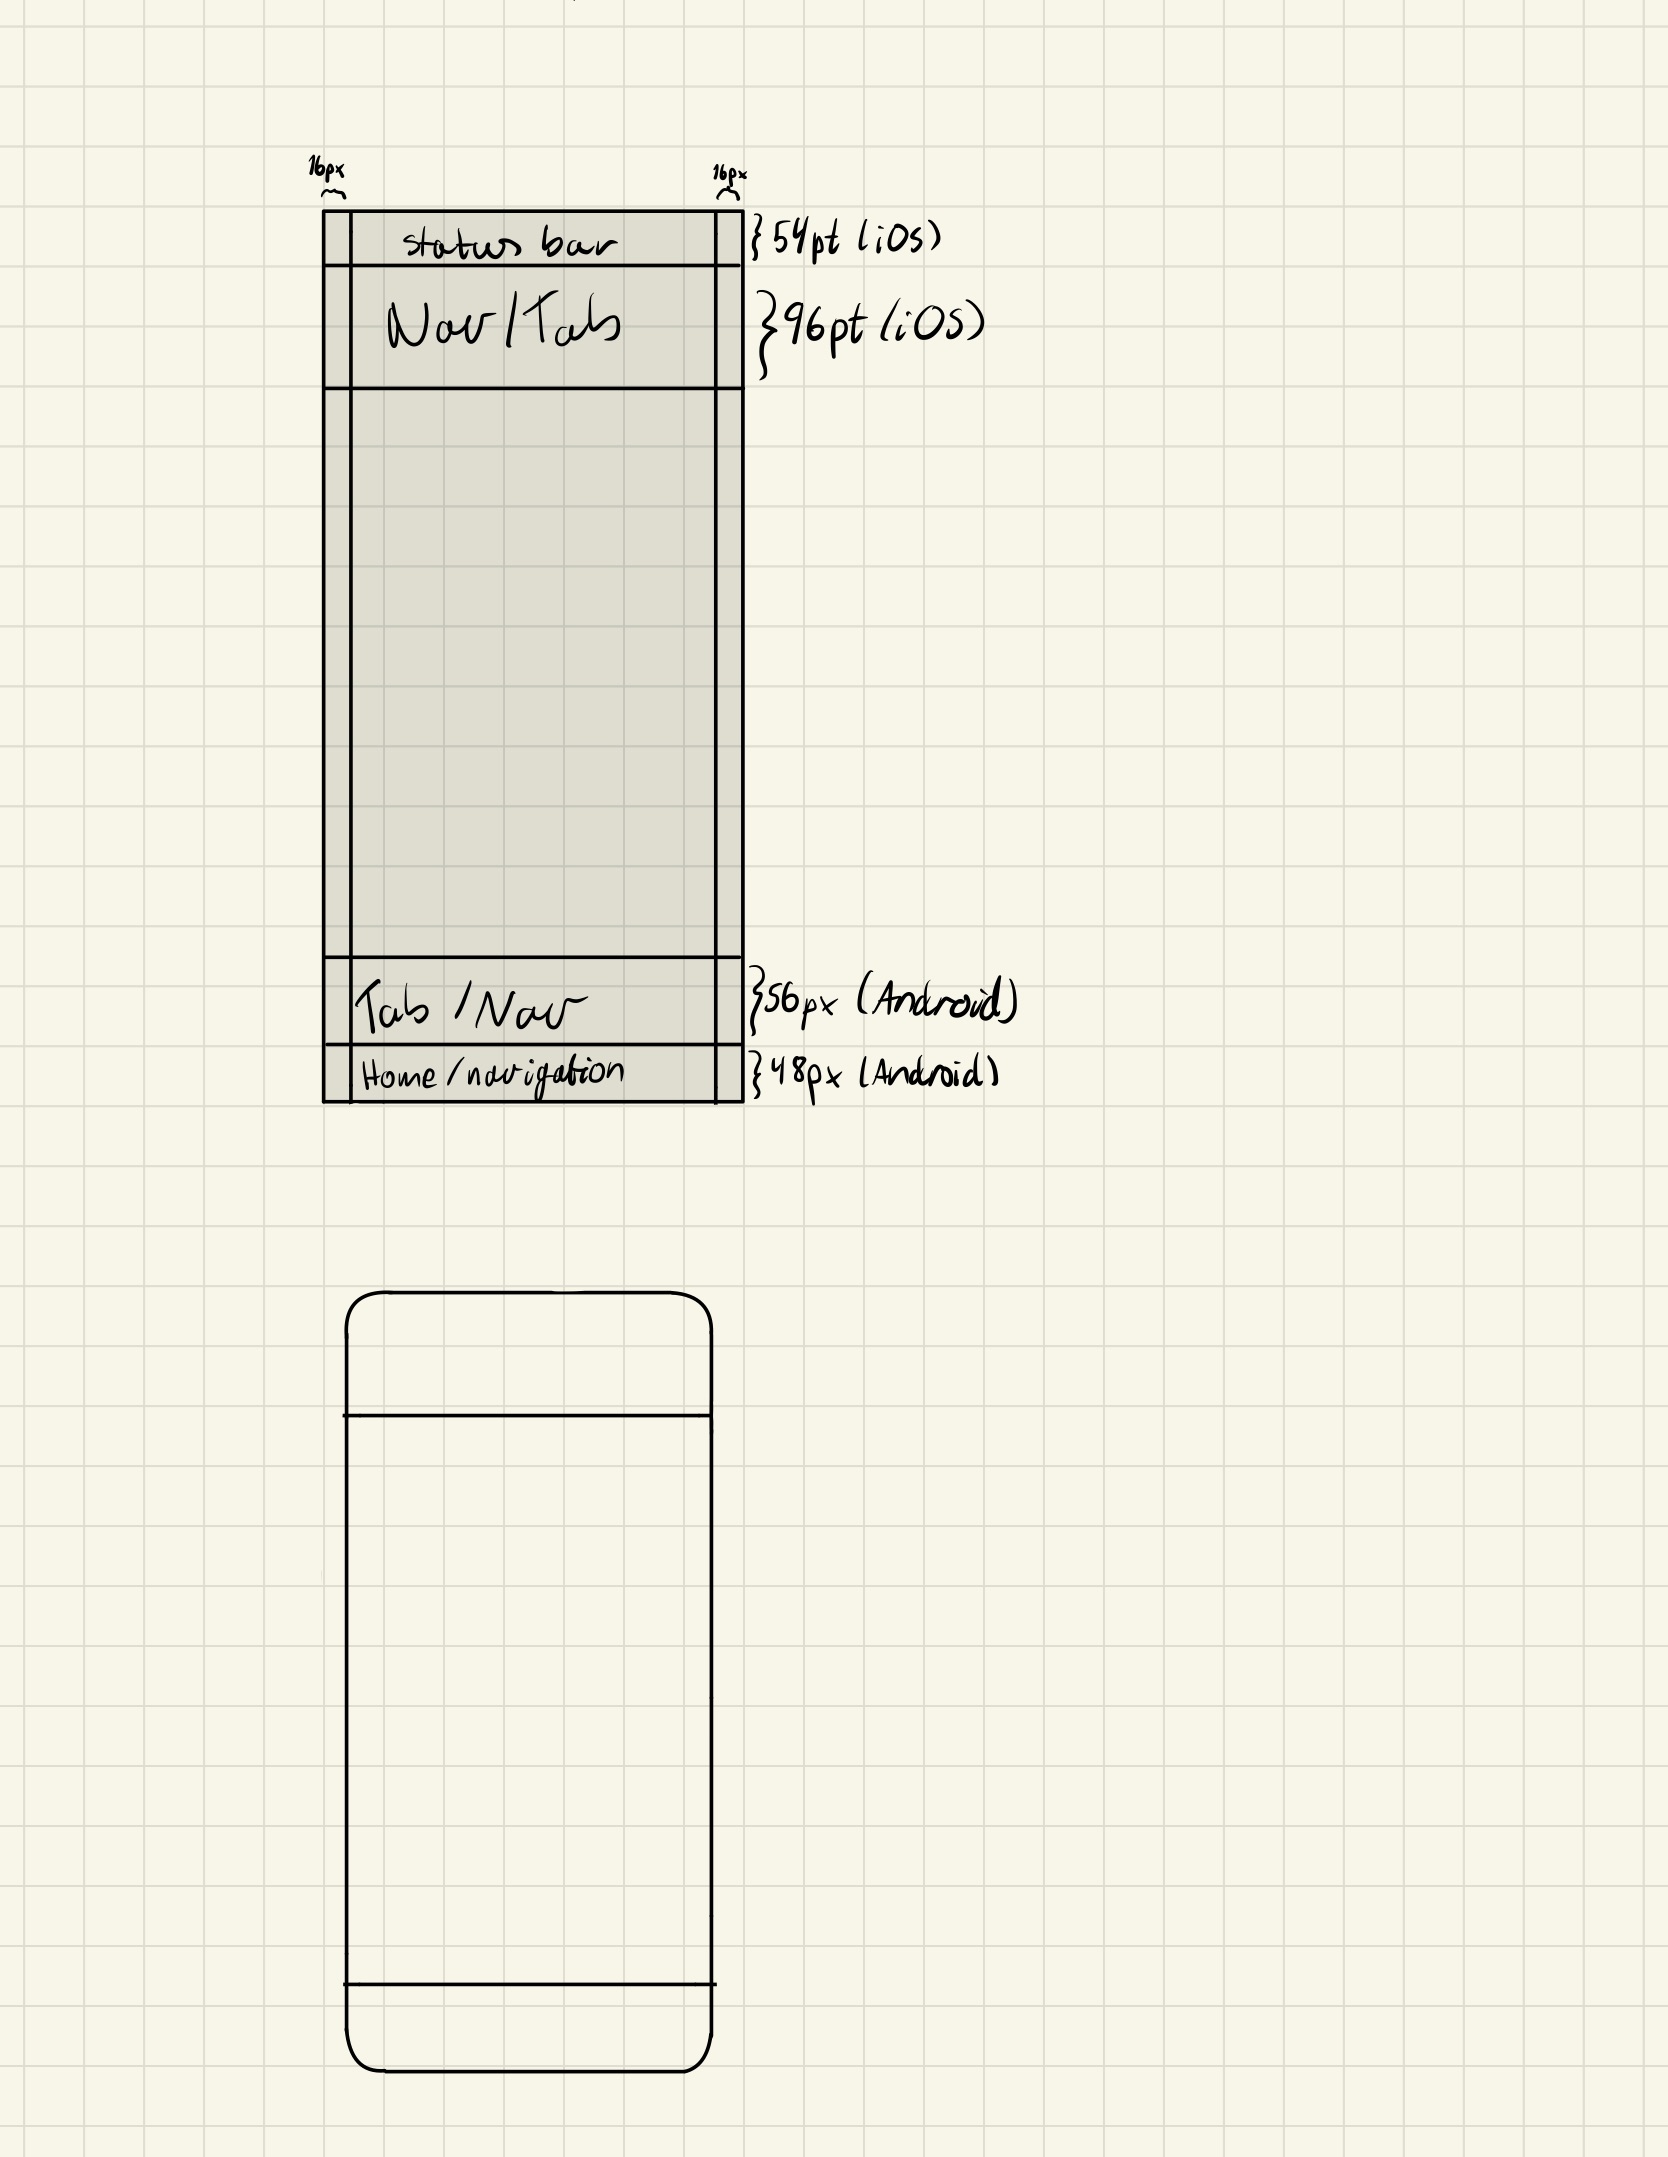 16px 16px
status bar } 54pt (iOS)
Nav/Tab } 96pt (iOS)
Tab/Nav } 56px (Android)
Home/navigation } 48px (Android)